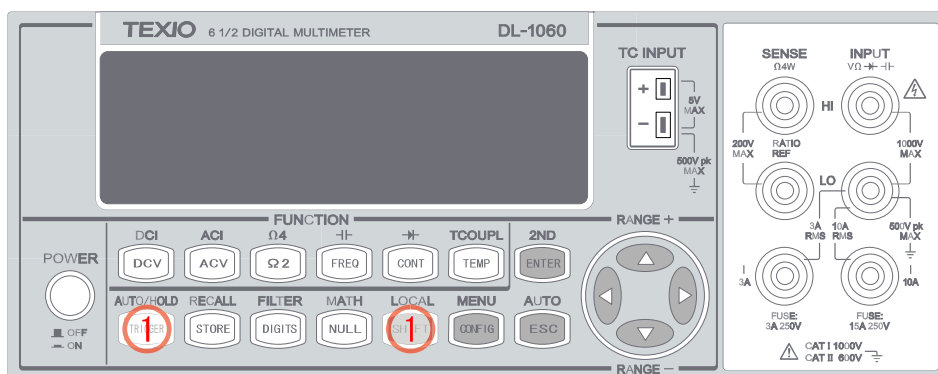 TEXIO 6 1/2 DIGITAL MULTIMETER DL-1060
TC INPUT
+
−
5V
MAX
500V pk
MAX
SENSE
Ω4W
INPUT
VΩ
HI
200V
MAX
RATIO
REF
1000V
MAX
LO
3A
RMS
10A
RMS
500V pk
MAX
3A
10A
FUSE:
3A 250V
FUSE:
15A 250V
CAT I 1000V
CAT II 600V
FUNCTION
RANGE +
DCI ACI Ω4 TCOUPL 2ND
POWER
DCV ACV Ω2 FREQ CONT TEMP ENTER
AUTO/HOLD RECALL FILTER MATH LOCAL MENU AUTO
TRIGGER STORE DIGITS NULL SHIFT CONFIG ESC
1 1
OFF
ON
RANGE −